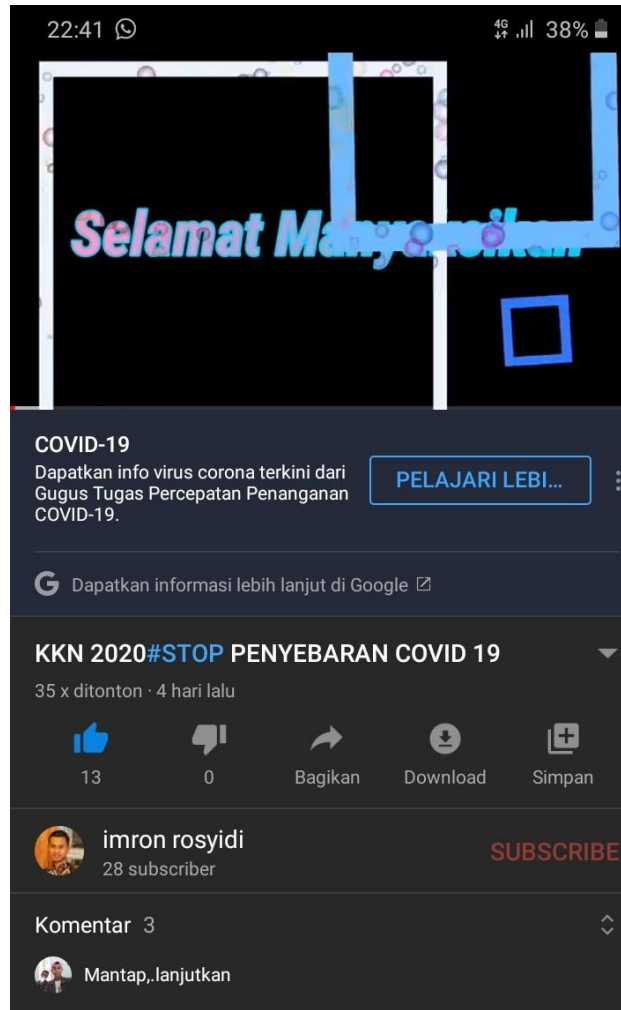 22:41
4G 38%
Selamat Manyaksikan
COVID-19
Dapatkan info virus corona terkini dari
Gugus Tugas Percepatan Penanganan
COVID-19.
PELAJARI LEBI...
G Dapatkan informasi lebih lanjut di Google
KKN 2020#STOP PENYEBARAN COVID 19
35 x ditonton · 4 hari lalu
13
0
Bagikan
Download
Simpan
imron rosyidi
28 subscriber
SUBSCRIBE
Komentar 3
Mantap,.lanjutkan